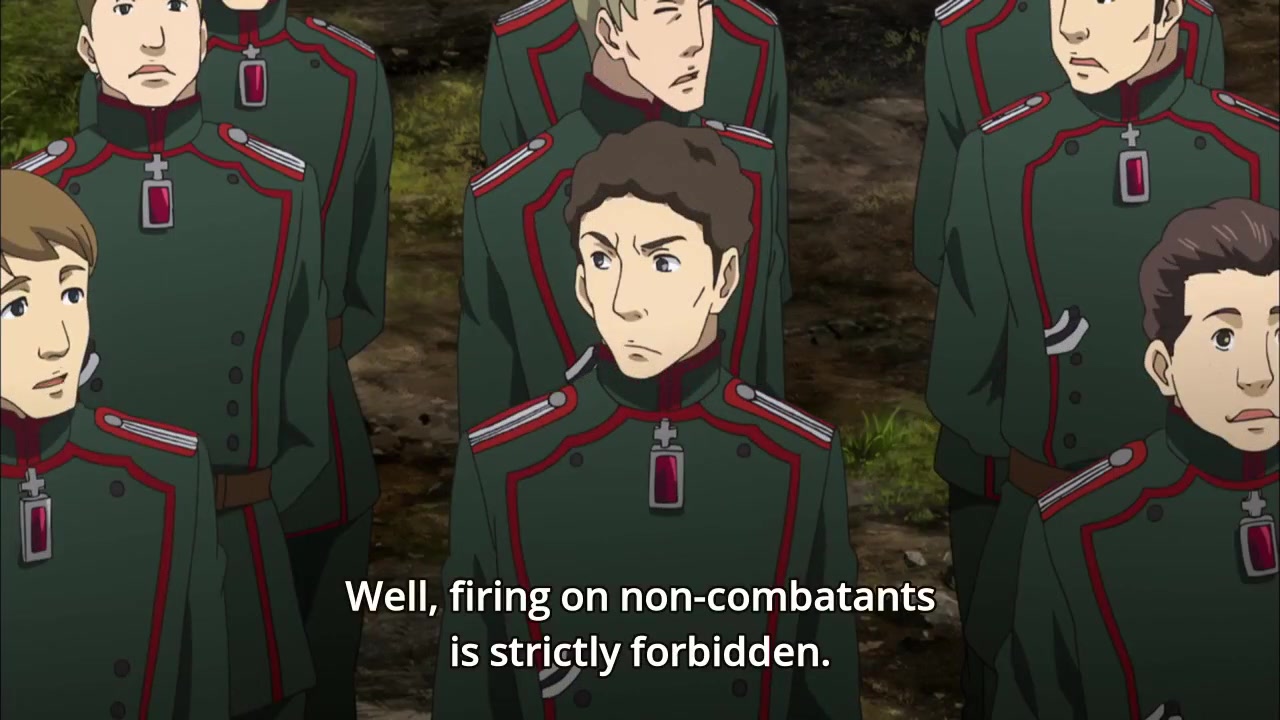 Well, firing on non-combatants
is strictly forbidden.